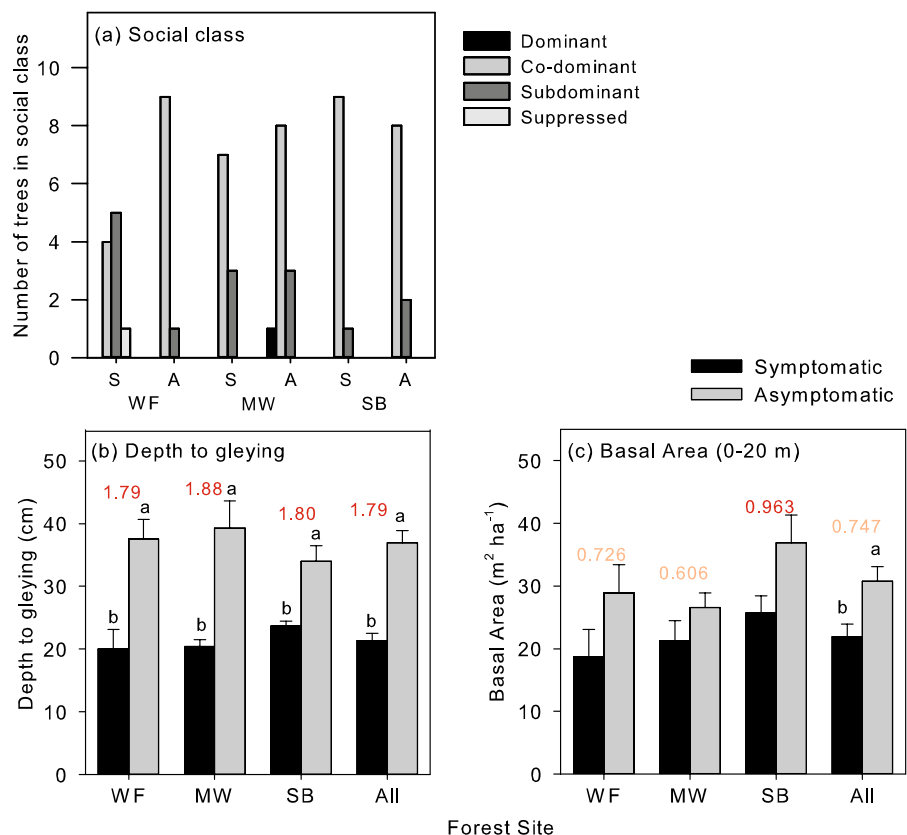 (a) Social class
Number of trees in social class
10
8
6
4
2
0
S A S A S A
WF MW SB
Dominant
Co-dominant
Subdominant
Suppressed
Symptomatic
Asymptomatic
(b) Depth to gleying
Depth to gleying (cm)
50
40
30
20
10
0
1.79 1.88 1.80 1.79
a a a a
b b b b
WF MW SB All
(c) Basal Area (0-20 m)
Basal Area (m² ha⁻¹)
50
40
30
20
10
0
0.726 0.606 0.963 0.747
a
b
WF MW SB All
Forest Site